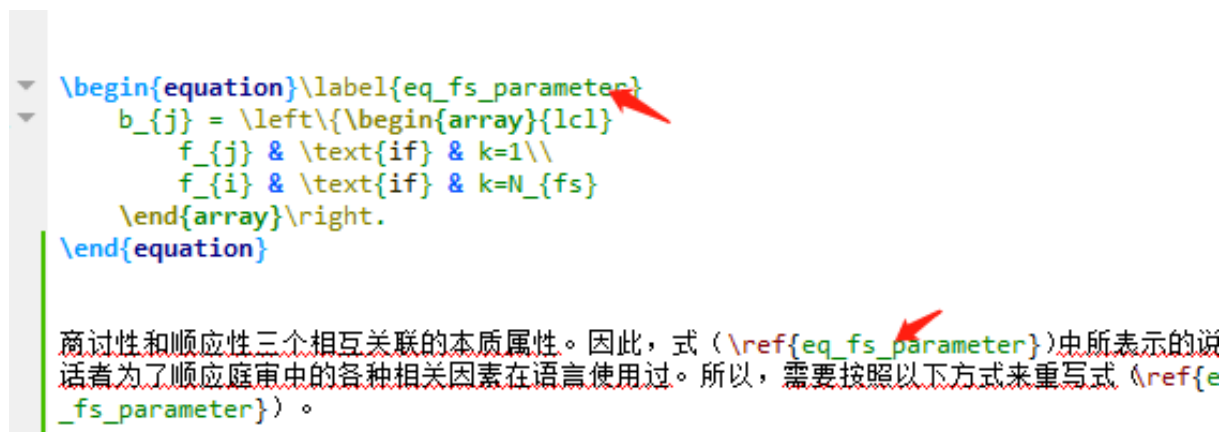 \begin{equation}\label{eq_fs_parameter}
b_{j} = \left\{\begin{array}{lcl}
f_{j} & \text{if} & k=1\\
f_{i} & \text{if} & k=N_{fs}
\end{array}\right.
\end{equation}
商讨性和顺应性三个相互关联的本质属性。因此，式（\ref{eq_fs_parameter})中所表示的说
话者为了顺应庭审中的各种相关因素在语言使用过。所以，需要按照以下方式来重写式（\ref{e
_fs_parameter}）。